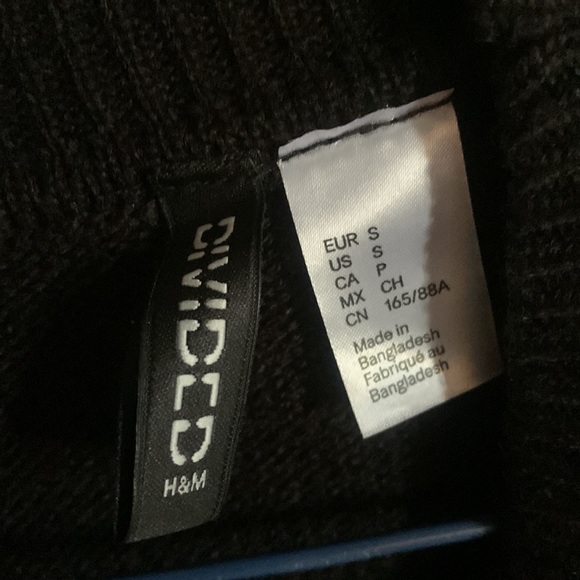 DIVIDED
H&M
EUR S
US S
CA P
MX CH
CN 165/88A
Made in
Bangladesh
Fabriqué au
Bangladesh